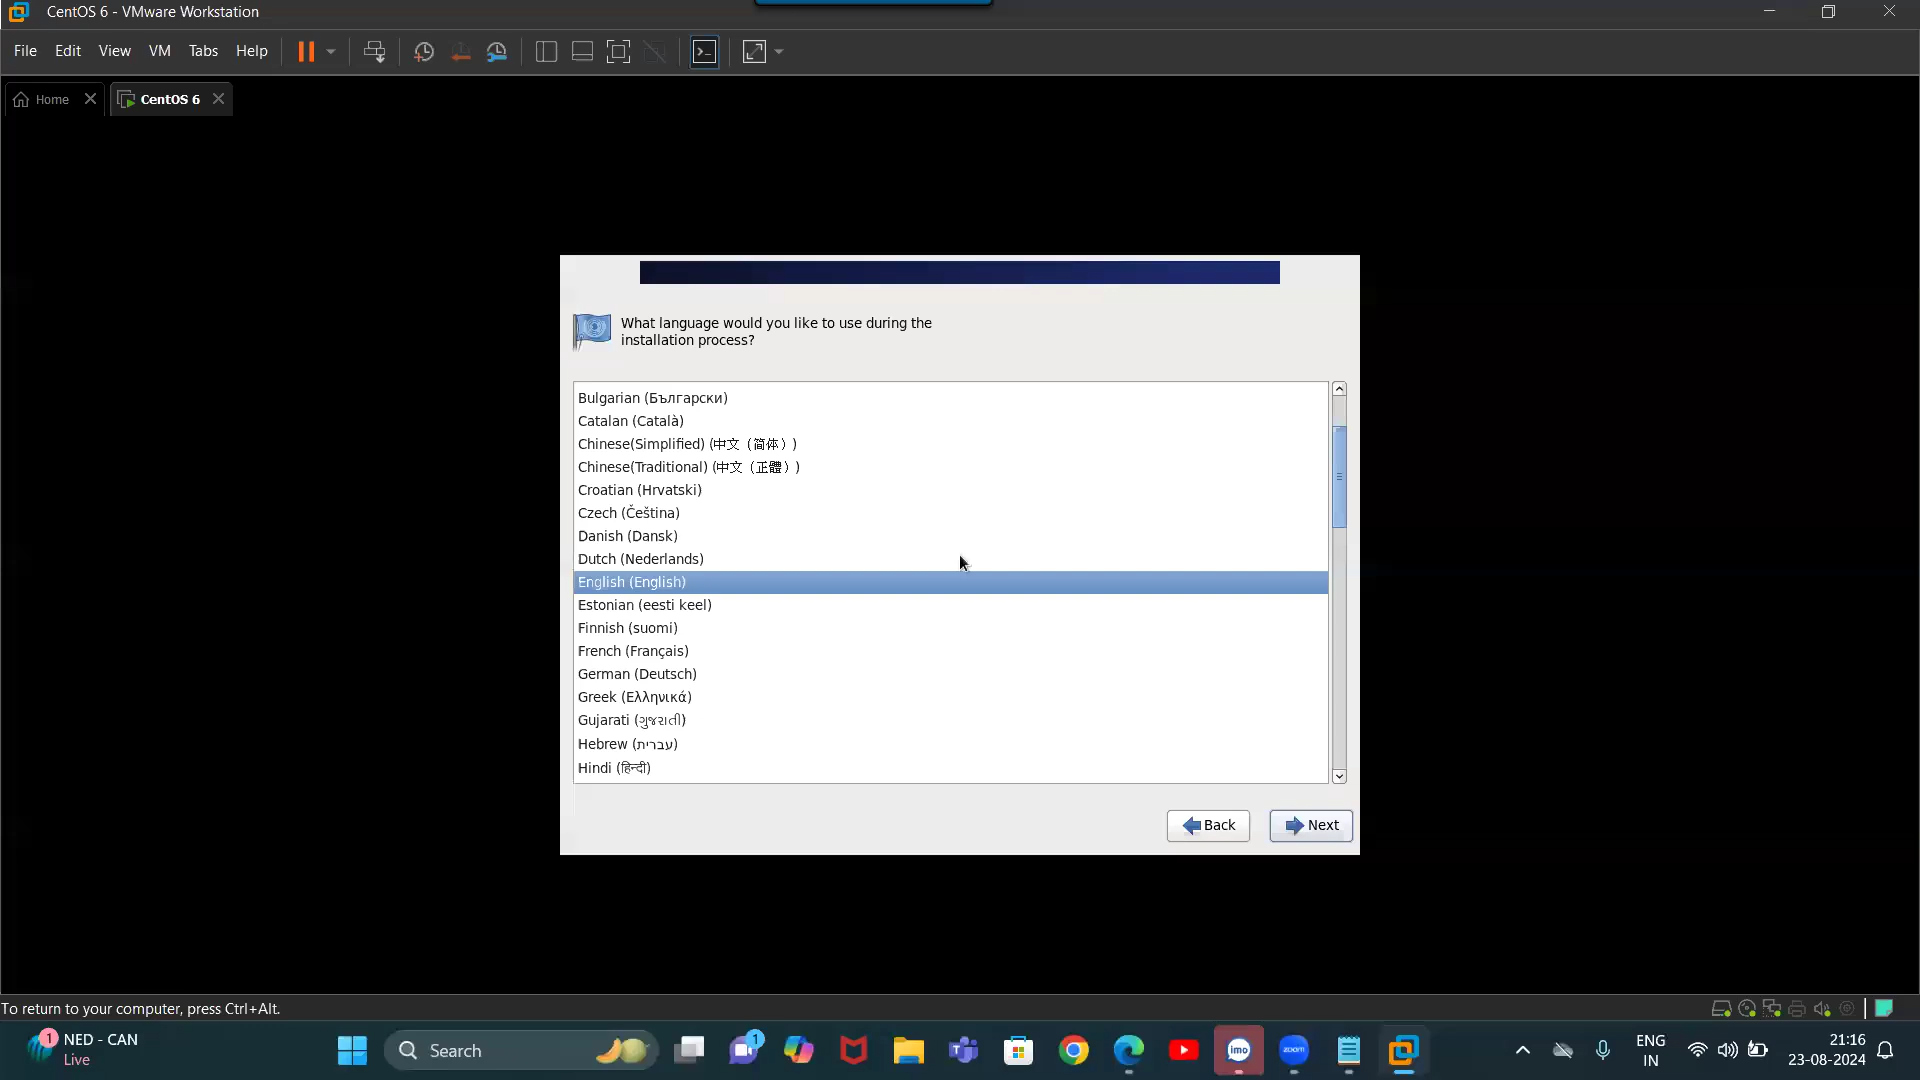 CentOS 6 - VMware Workstation
File Edit View VM Tabs Help
Home CentOS 6
What language would you like to use during the
installation process?
Bulgarian (Български)
Catalan (Català)
Chinese(Simplified) (中文（简体）)
Chinese(Traditional) (中文（正體）)
Croatian (Hrvatski)
Czech (Čeština)
Danish (Dansk)
Dutch (Nederlands)
English (English)
Estonian (eesti keel)
Finnish (suomi)
French (Français)
German (Deutsch)
Greek (Ελληνικά)
Gujarati (ગુજરાતી)
Hebrew (עברית)
Hindi (हिन्दी)
Back Next
To return to your computer, press Ctrl+Alt.
1 NED - CAN
Live
Search
1
imo
zoom
ENG
IN
21:16
23-08-2024